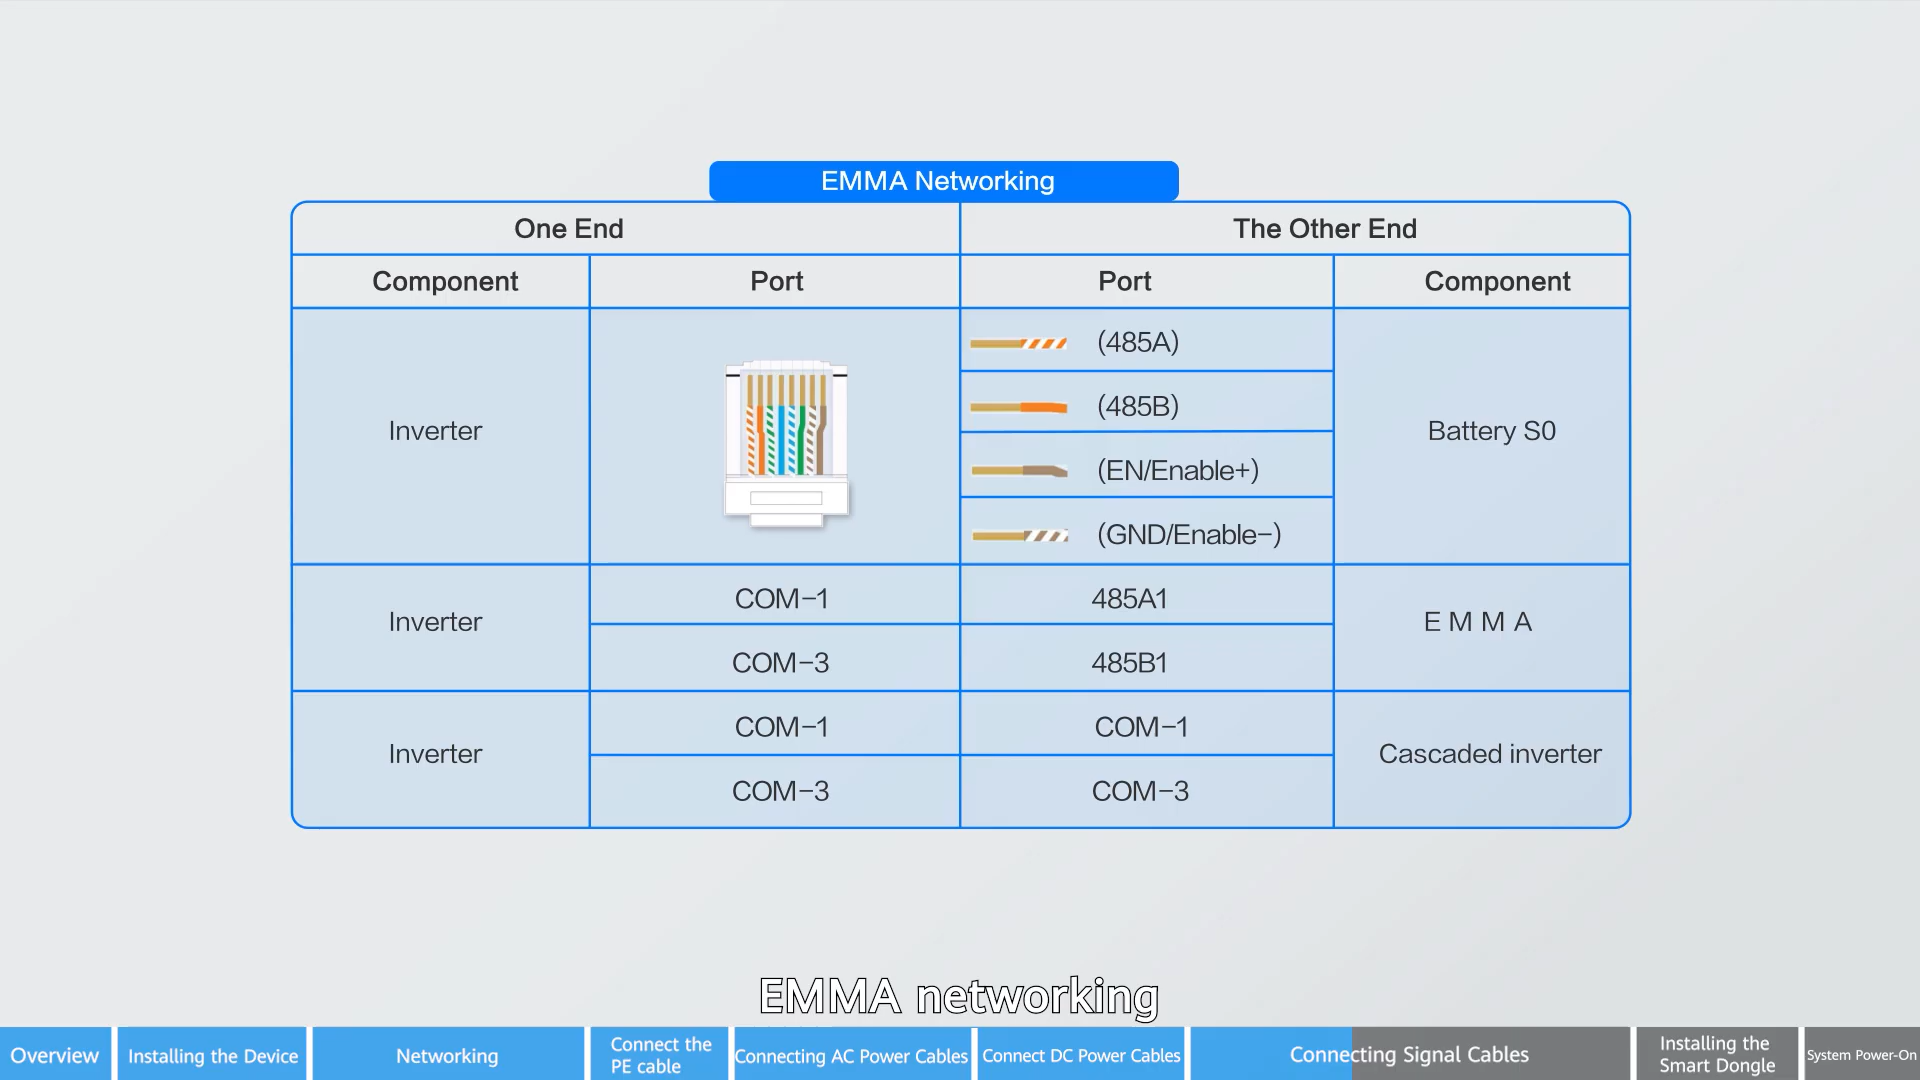 EMMA Networking
One End
The Other End
Component
Port
Port
Component
Inverter
(485A)
(485B)
(EN/Enable+)
(GND/Enable−)
Battery S0
Inverter
COM−1
485A1
COM−3
485B1
E M M A
Inverter
COM−1
COM−1
COM−3
COM−3
Cascaded inverter
EMMA networking
Overview
Installing the Device
Networking
Connect the
PE cable
Connecting AC Power Cables
Connect DC Power Cables
Connecting Signal Cables
Installing the
Smart Dongle
System Power-On